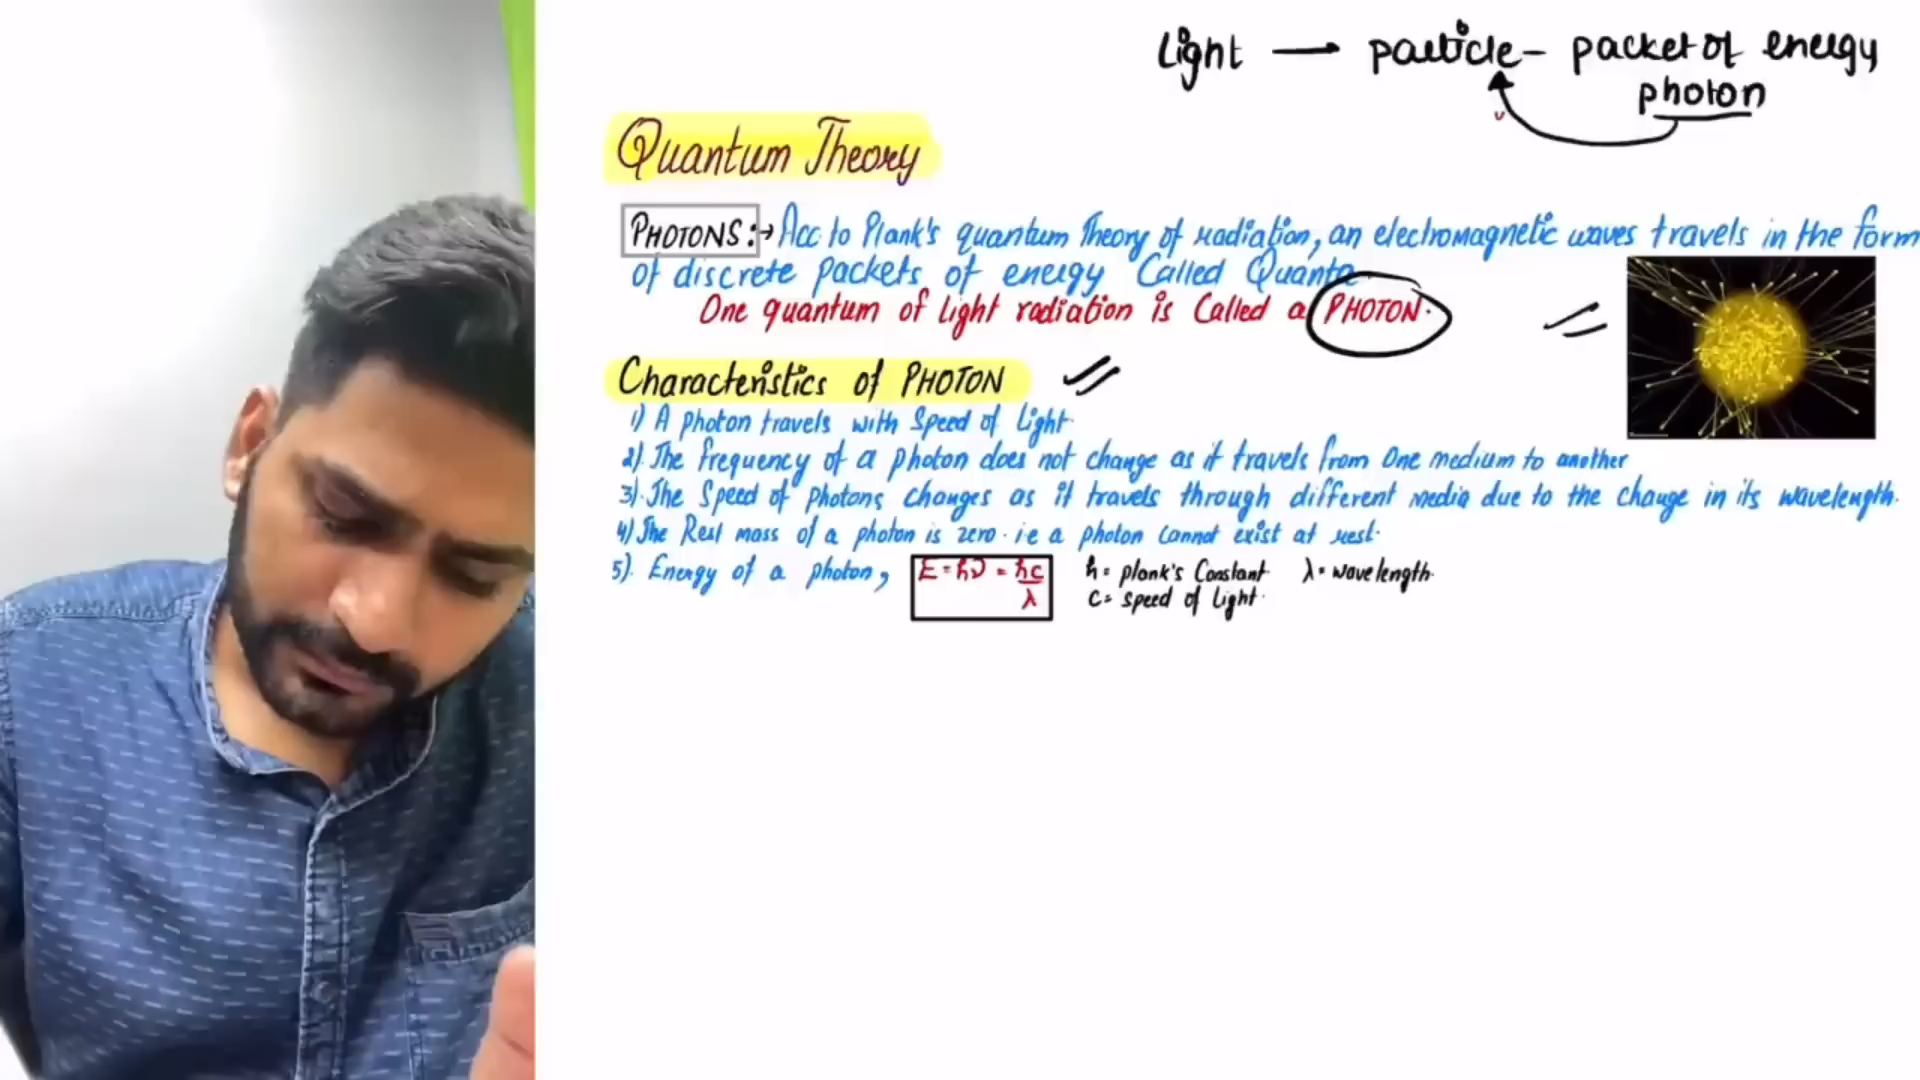 Light → particle - packet of energy
photon
Quantum Theory
PHOTONS:→ Acc to Plank's quantum Theory of radiation, an electromagnetic waves travels in the form
of discrete packets of energy Called Quanta
One quantum of light radiation is Called a PHOTON.
Characteristics of PHOTON
1) A photon travels with Speed of Light.
2). The frequency of a photon does not change as it travels from One medium to another
3). The Speed of photons changes as it travels through different media due to the change in its wavelength.
4) The Rest mass of a photon is zero. i.e a photon cannot exist at rest.
5). Energy of a photon, E = hν = hc/λ h = plank's Constant λ = wavelength.
C = speed of Light.